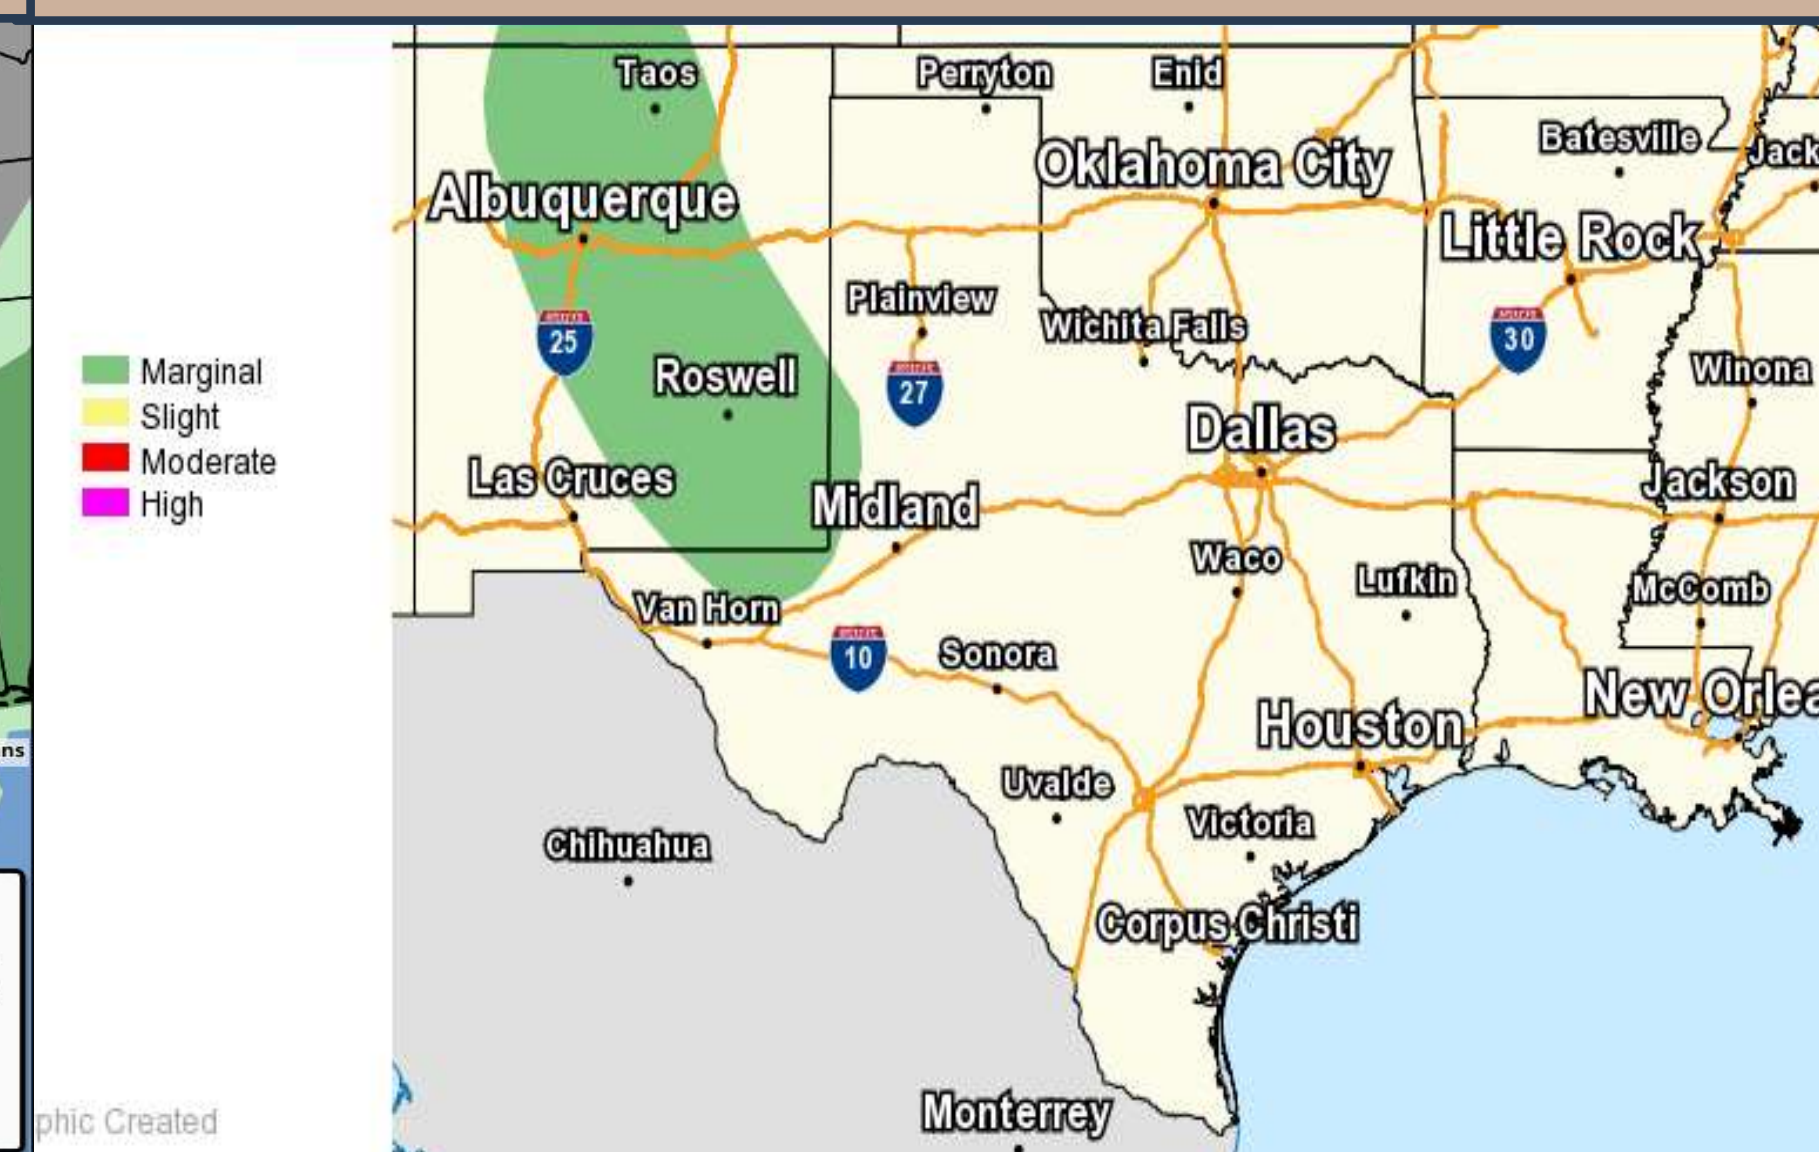 Taos
Perryton
Enid
Batesville
Jack
Oklahoma City
Albuquerque
Little Rock
Plainview
Wichita Falls
25
30
27
Winona
Marginal
Slight
Moderate
High
Roswell
Dallas
Las Cruces
Midland
Jackson
Waco
Lufkin
McComb
Van Horn
10
Sonora
New Orlea
Houston
ns
Uvalde
Victoria
Chihuahua
Corpus Christi
Monterrey
phic Created